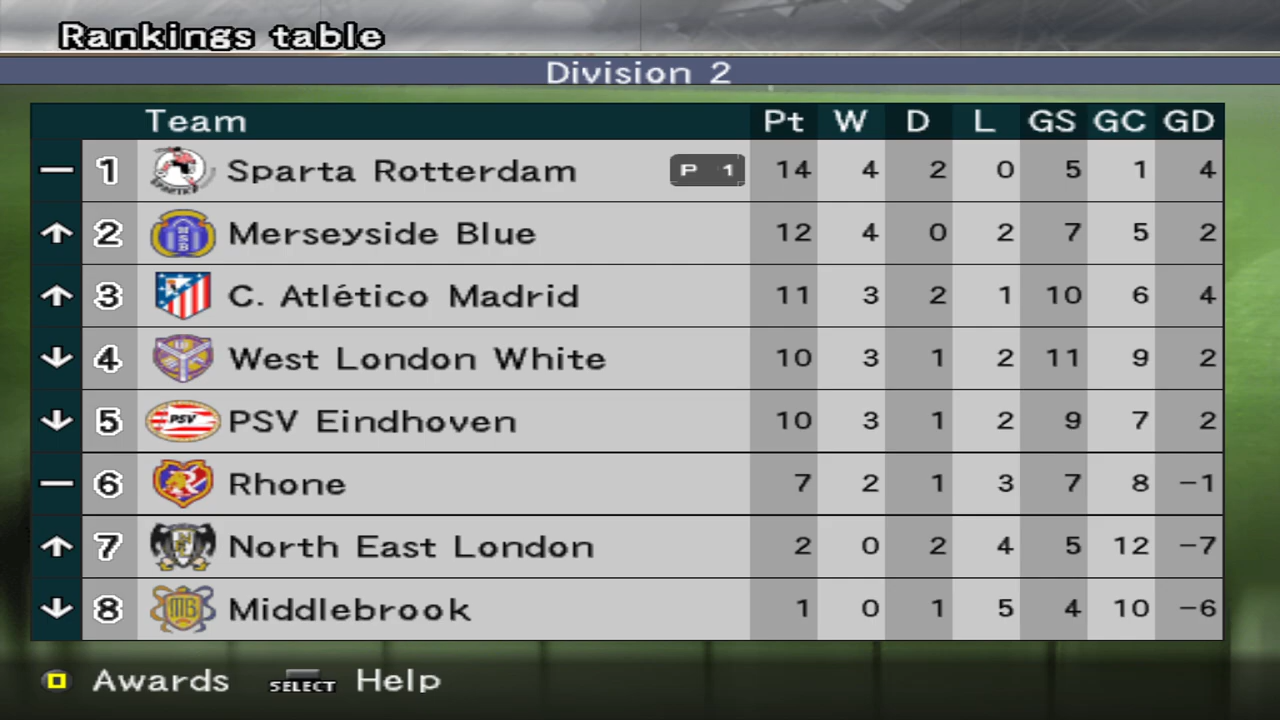 Rankings table
Division 2
Team Pt W D L GS GC GD
1 Sparta Rotterdam P 1 14 4 2 0 5 1 4
2 Merseyside Blue 12 4 0 2 7 5 2
3 C. Atlético Madrid 11 3 2 1 10 6 4
4 West London White 10 3 1 2 11 9 2
5 PSV PSV Eindhoven 10 3 1 2 9 7 2
6 Rhone 7 2 1 3 7 8 -1
7 North East London 2 0 2 4 5 12 -7
8 MB Middlebrook 1 0 1 5 4 10 -6
Awards SELECT Help